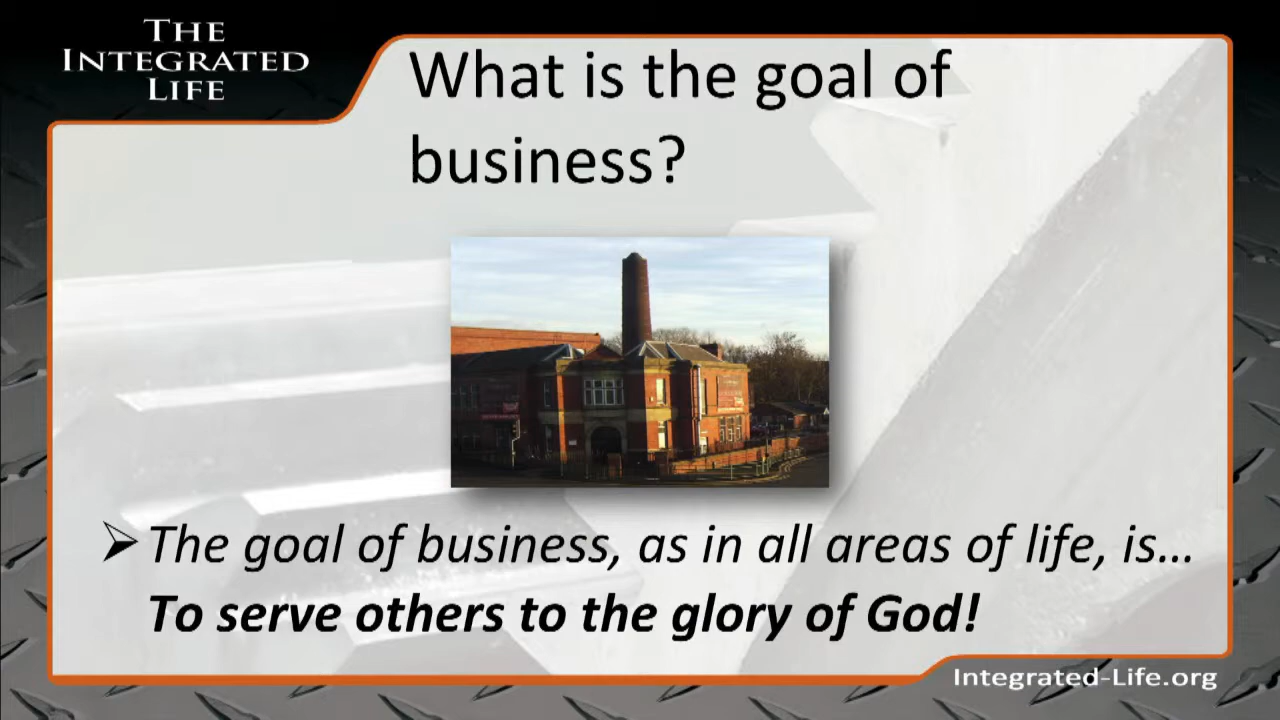 THE
INTEGRATED
LIFE
What is the goal of
business?
➢ The goal of business, as in all areas of life, is...
To serve others to the glory of God!
Integrated-Life.org